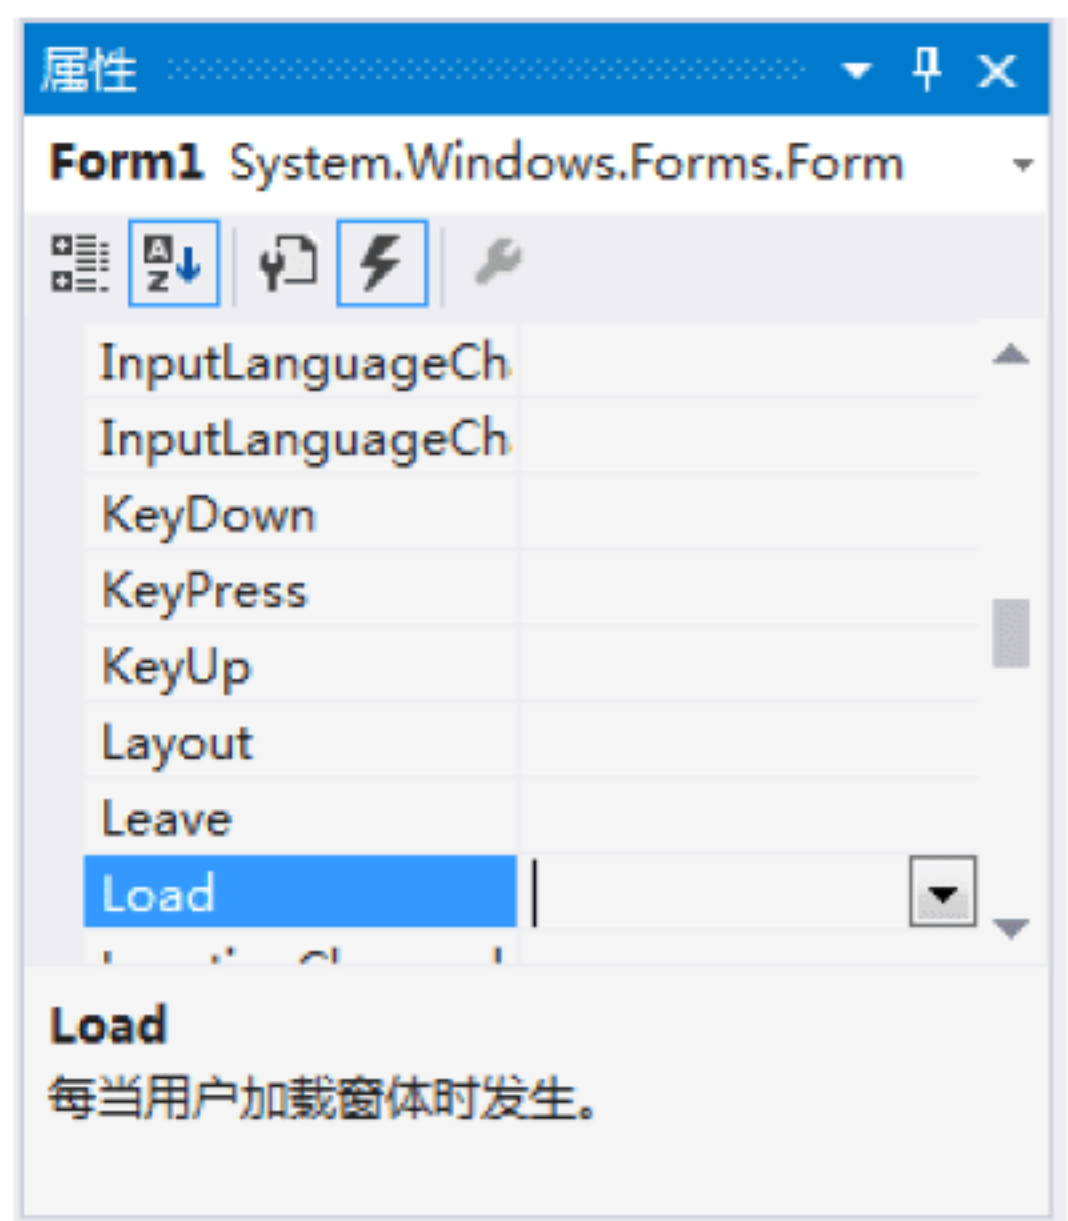 属性
Form1 System.Windows.Forms.Form
InputLanguageCh
InputLanguageCh
KeyDown
KeyPress
KeyUp
Layout
Leave
Load
Load
每当用户加载窗体时发生。